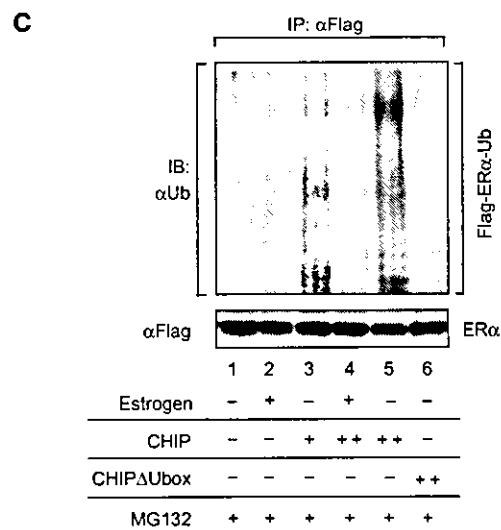 C
IP: αFlag
IB:
αUb
Flag-ERα-Ub
αFlag
ERα
1 2 3 4 5 6
Estrogen - + - + - -
CHIP - - + ++ ++ -
CHIPΔUbox - - - - - ++
MG132 + + + + + +